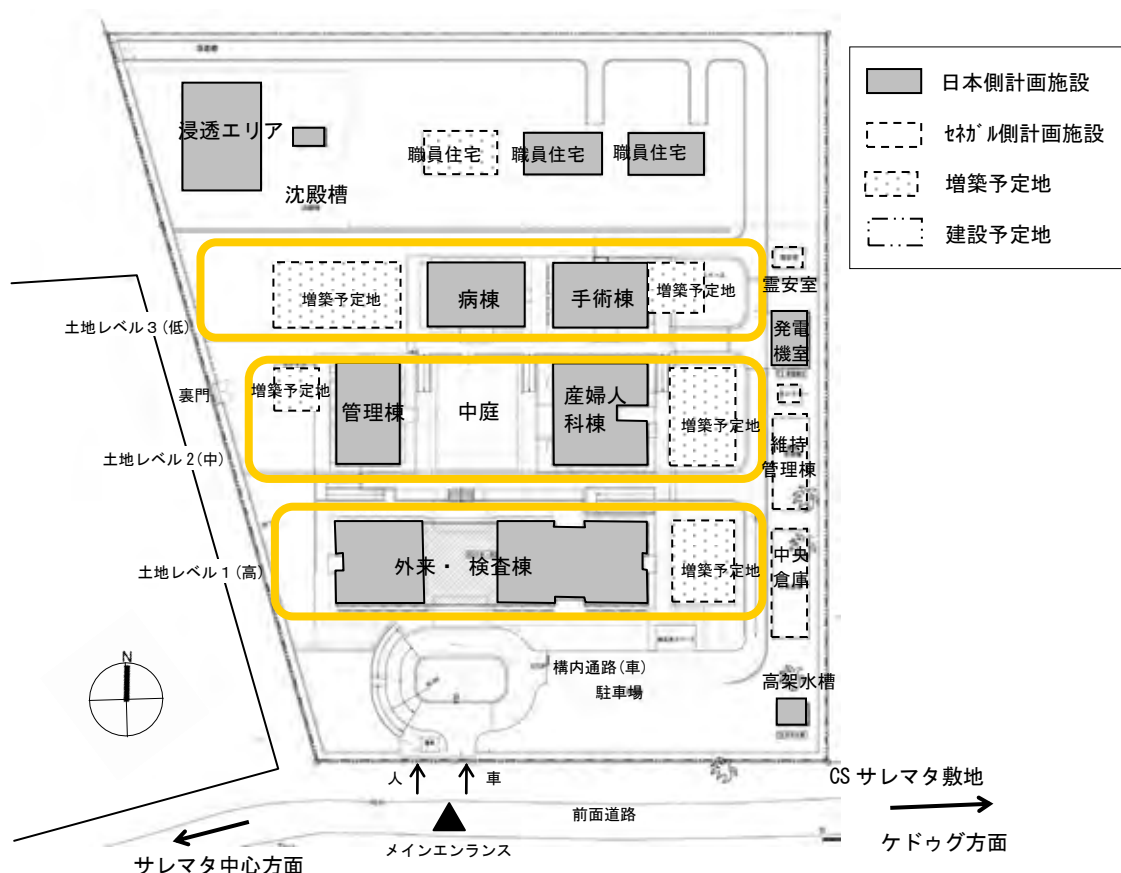 日本側計画施設
ｾﾈｶﾞﾙ側計画施設
増築予定地
建設予定地
浸透エリア
沈殿槽
職員住宅
職員住宅
職員住宅
霊安室
増築予定地
病棟
手術棟
増築予定地
土地レベル３(低)
発電
機室
裏門
増築予定地
管理棟
中庭
産婦人
科棟
増築予定地
維持
管理棟
土地レベル２(中)
外来・ 検査棟
増築予定地
中央
倉庫
土地レベル１(高)
N
構内通路(車)
駐車場
高架水槽
人
車
CS サレマタ敷地
前面道路
メインエンランス
サレマタ中心方面
ケドゥグ方面